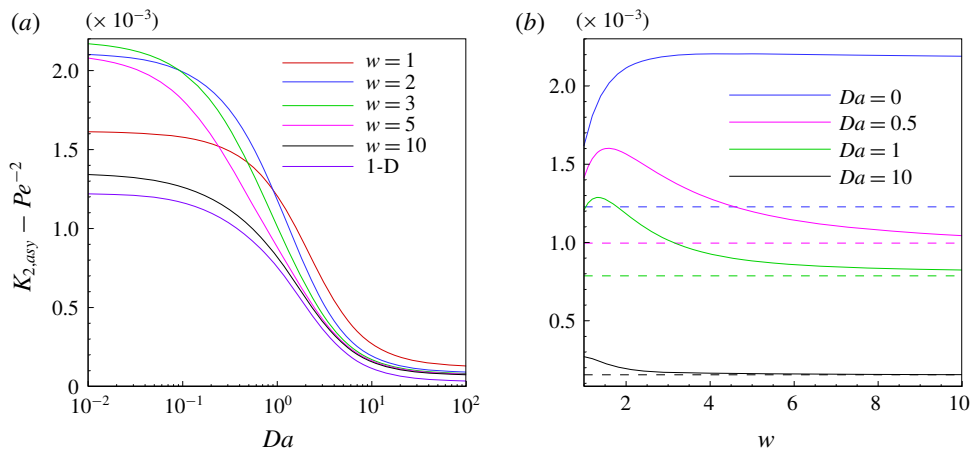 (a) (× 10⁻³) (b) (× 10⁻³)
K₂,asy − Pe⁻²
2.0
1.5
1.0
0.5
0
w = 1
w = 2
w = 3
w = 5
w = 10
1-D
10⁻² 10⁻¹ 10⁰ 10¹ 10²
Da
2.0
1.5
1.0
0.5
Da = 0
Da = 0.5
Da = 1
Da = 10
2 4 6 8 10
w